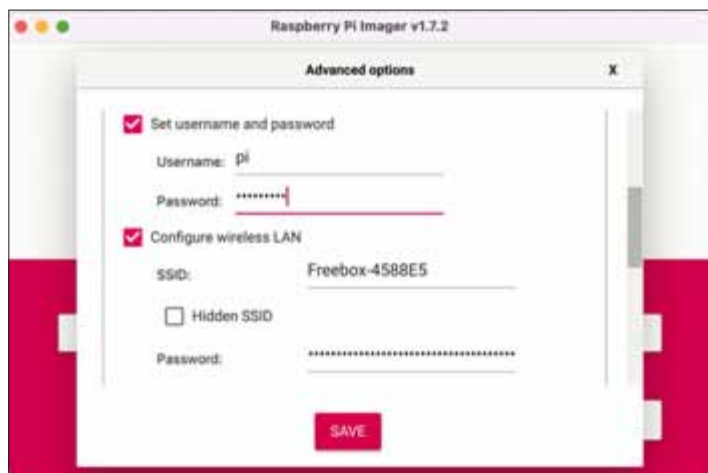 Raspberry Pi Imager v1.7.2
Advanced options X
Set username and password
Username: pi
Password: •••••••••
Configure wireless LAN
SSID: Freebox-4588E5
Hidden SSID
Password: ••••••••••••••••••••••••••••••••••••••
SAVE